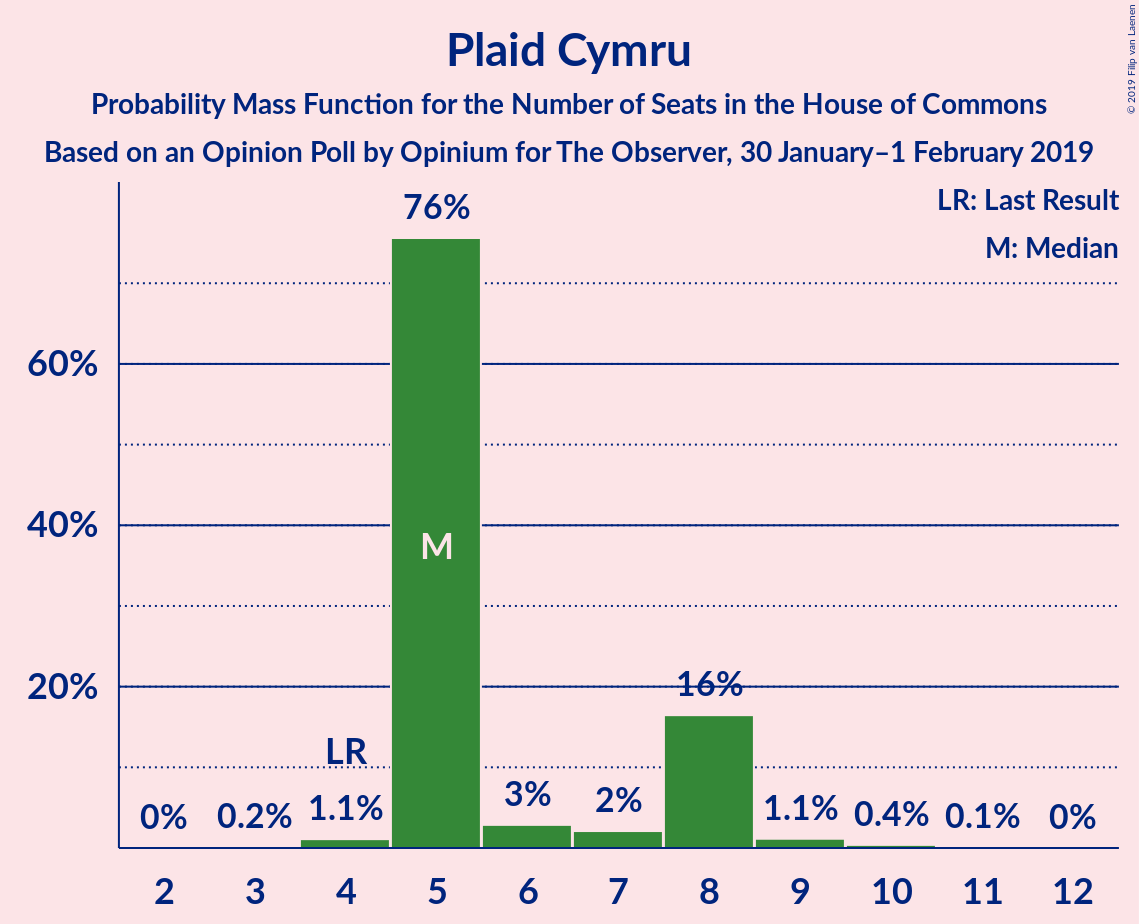 Plaid Cymru
Probability Mass Function for the Number of Seats in the House of Commons
Based on an Opinion Poll by Opinium for The Observer, 30 January–1 February 2019
© 2019 Filip van Laenen
LR: Last Result
M: Median
76%
60%
40%
M
20%
16%
LR
0%
0.2%
1.1%
3%
2%
1.1%
0.4%
0.1%
0%
2 3 4 5 6 7 8 9 10 11 12